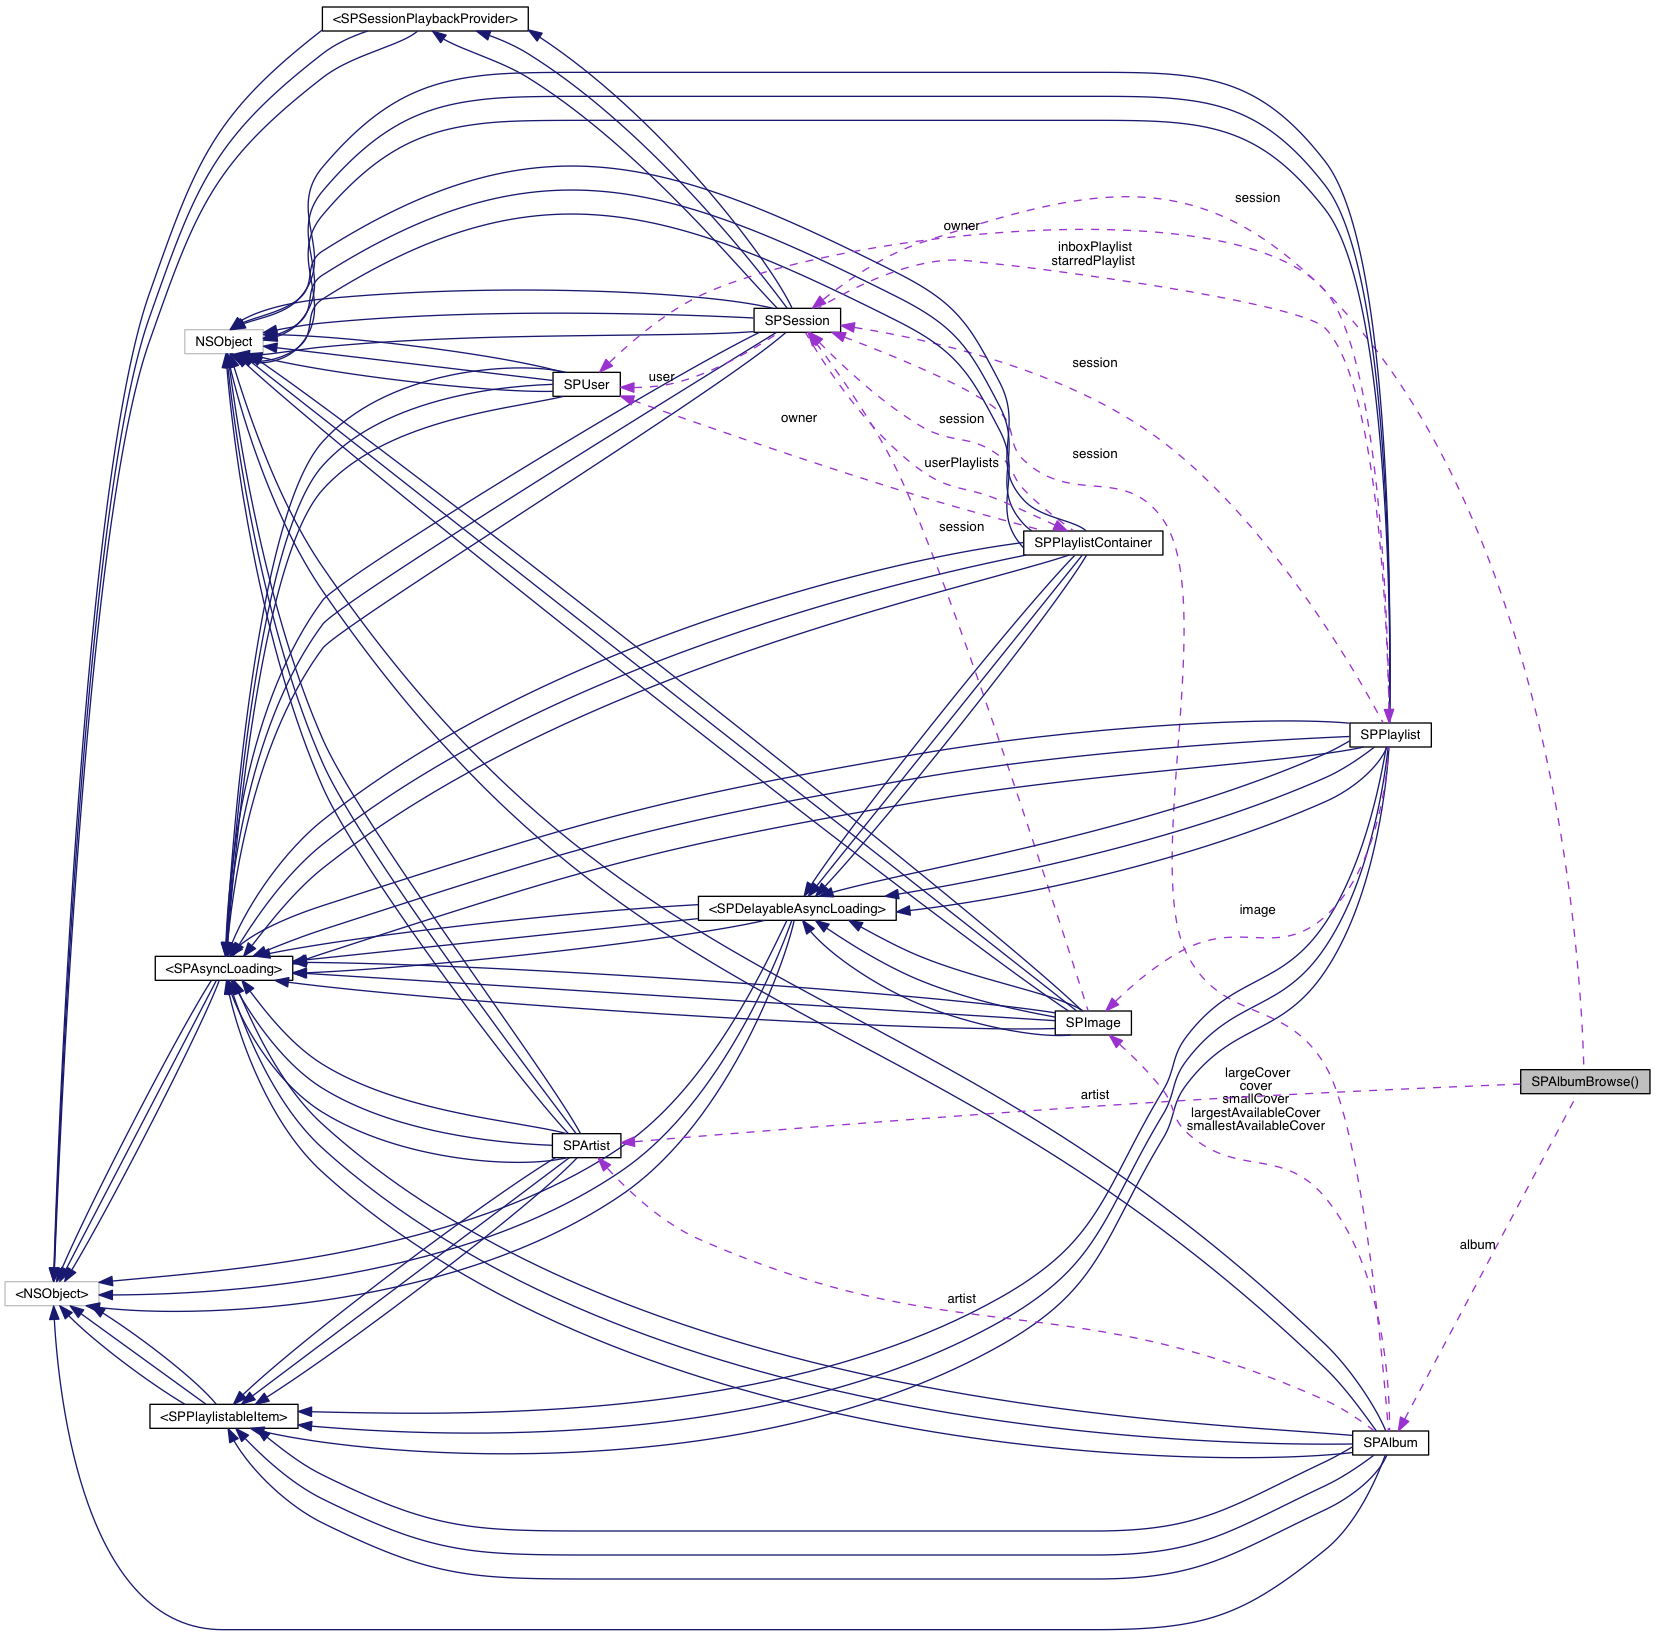 <SPSessionPlaybackProvider>
session
owner
inboxPlaylist
starredPlaylist
SPSession
NSObject
session
user
SPUser
owner
session
session
userPlaylists
session
SPPlaylistContainer
SPPlaylist
<SPDelayableAsyncLoading>
image
<SPAsyncLoading>
SPImage
largeCover
cover
smallCover
largestAvailableCover
smallestAvailableCover
SPAlbumBrowse()
artist
SPArtist
album
<NSObject>
artist
<SPPlaylistableItem>
SPAlbum